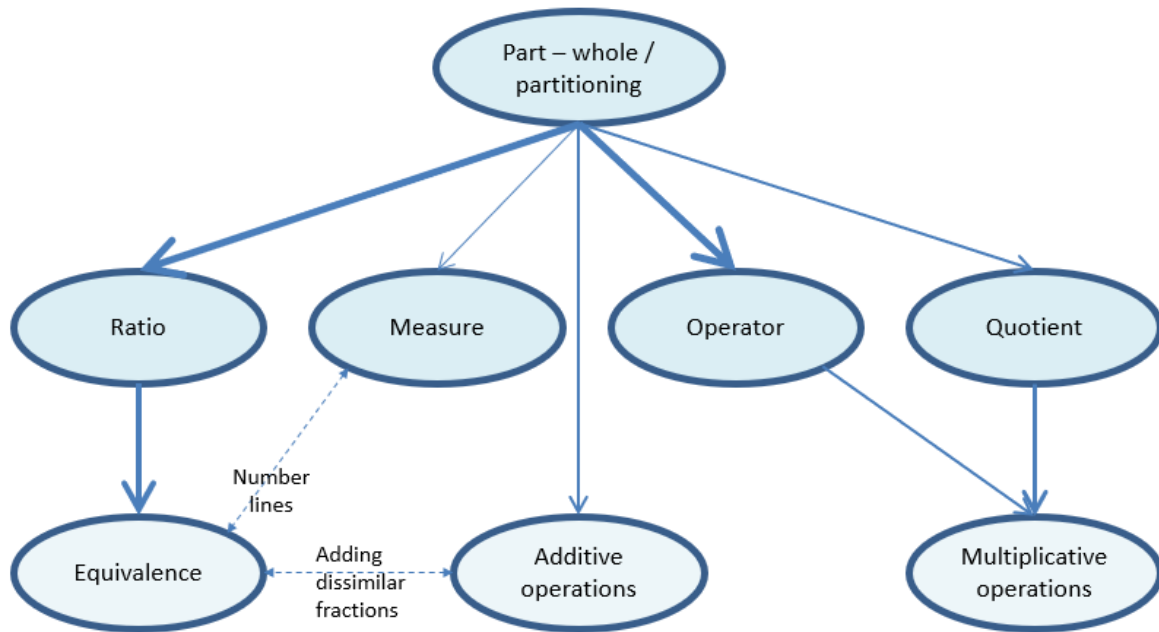 Part – whole /
partitioning
Ratio
Measure
Operator
Quotient
Number
lines
Equivalence
Adding
dissimilar
fractions
Additive
operations
Multiplicative
operations